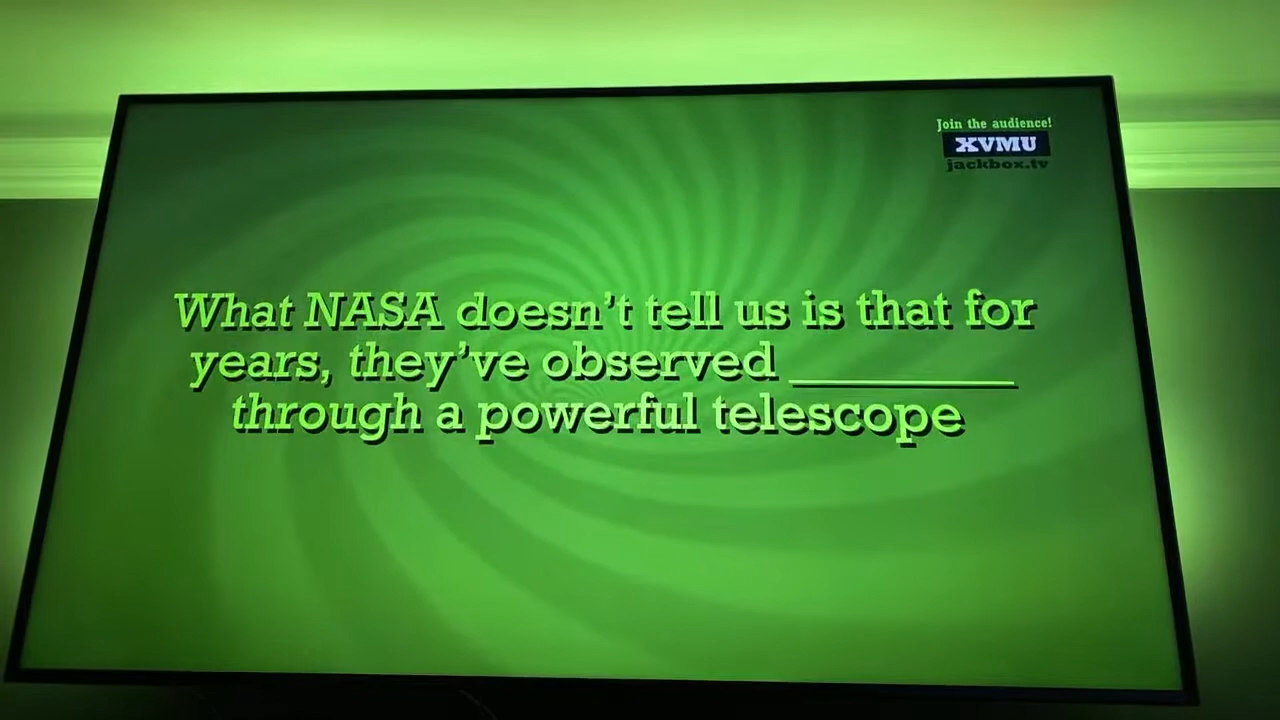 Join the audience!
XVMU
jackbox.tv
What NASA doesn't tell us is that for
years, they've observed __________
through a powerful telescope